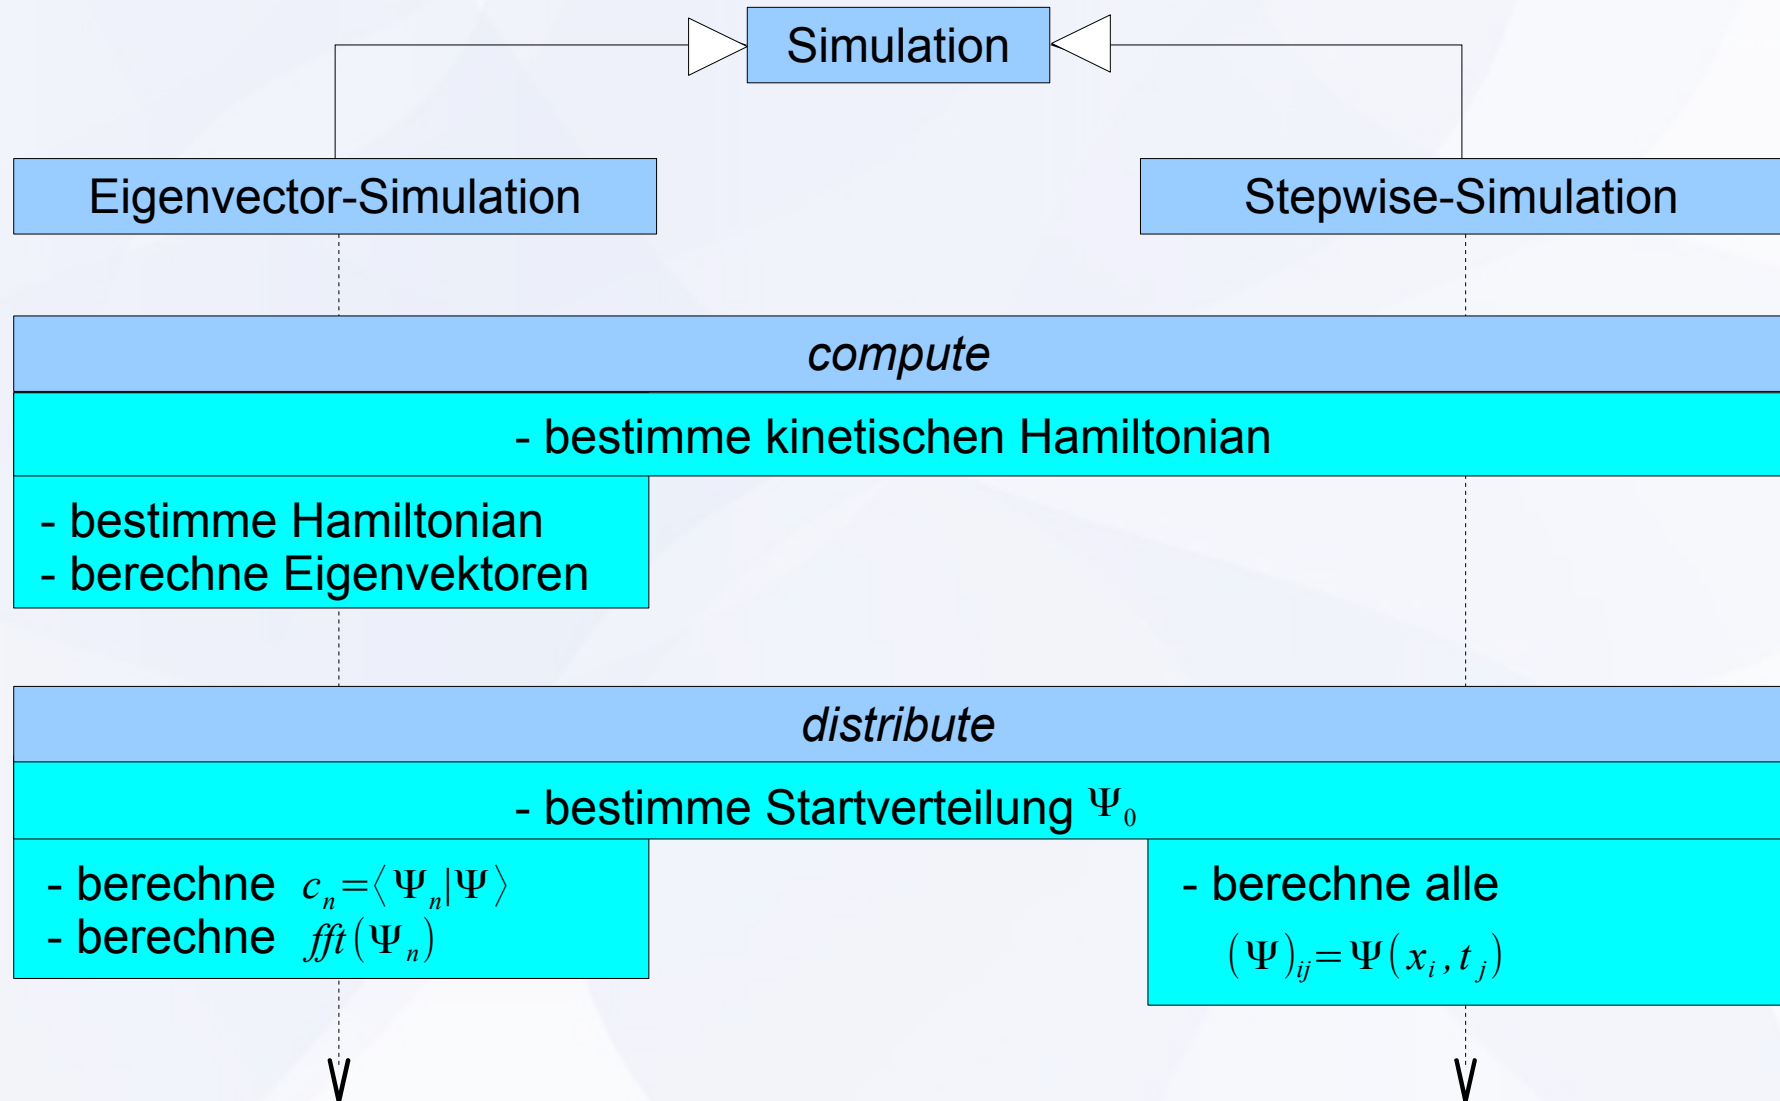 Simulation
Eigenvector-Simulation
Stepwise-Simulation
compute
- bestimme kinetischen Hamiltonian
- bestimme Hamiltonian
- berechne Eigenvektoren
distribute
- bestimme Startverteilung Ψ₀
- berechne cₙ=⟨Ψₙ|Ψ⟩
- berechne fft(Ψₙ)
- berechne alle
(Ψ)ᵢⱼ=Ψ(xᵢ,tⱼ)